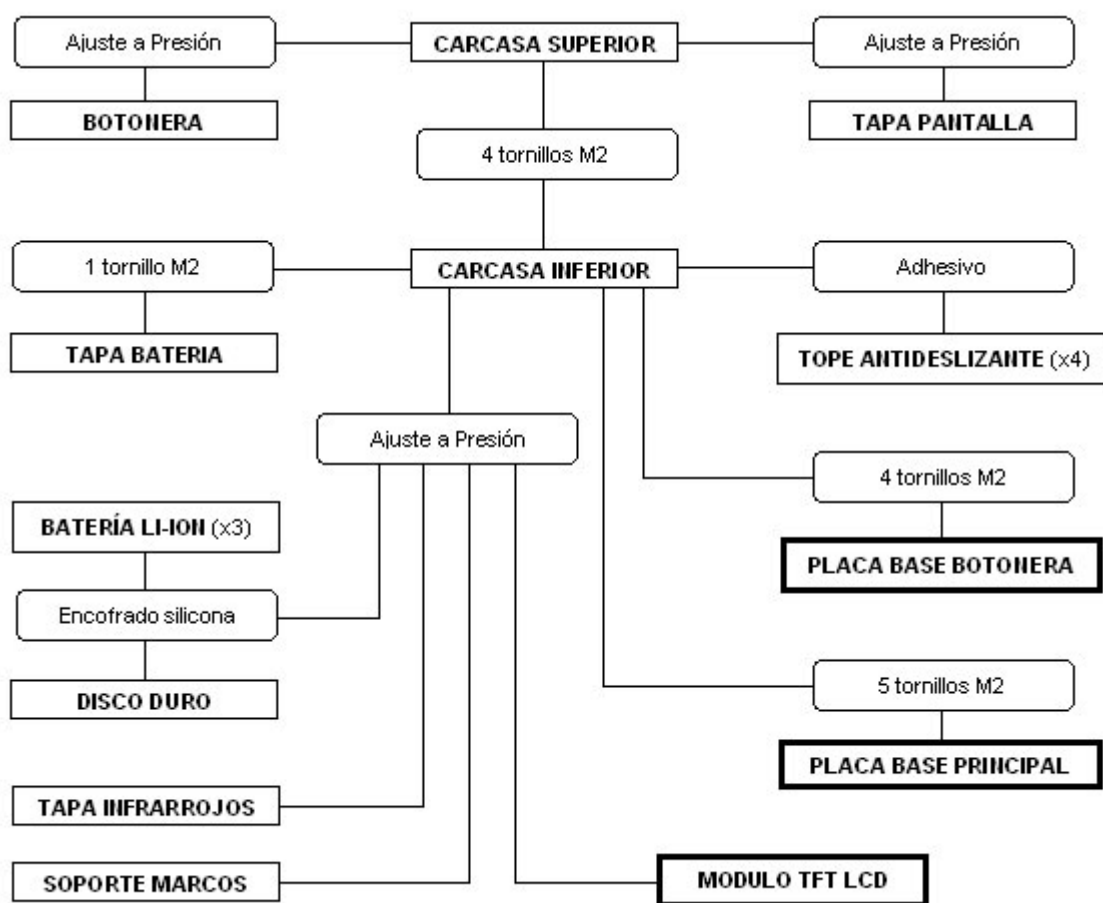 Ajuste a Presión
CARCASA SUPERIOR
Ajuste a Presión
BOTONERA
TAPA PANTALLA
4 tornillos M2
1 tornillo M2
CARCASA INFERIOR
Adhesivo
TAPA BATERIA
TOPE ANTIDESLIZANTE (x4)
Ajuste a Presión
4 tornillos M2
BATERÍA LI-ION (x3)
PLACA BASE BOTONERA
Encofrado silicona
5 tornillos M2
DISCO DURO
PLACA BASE PRINCIPAL
TAPA INFRARROJOS
SOPORTE MARCOS
MODULO TFT LCD